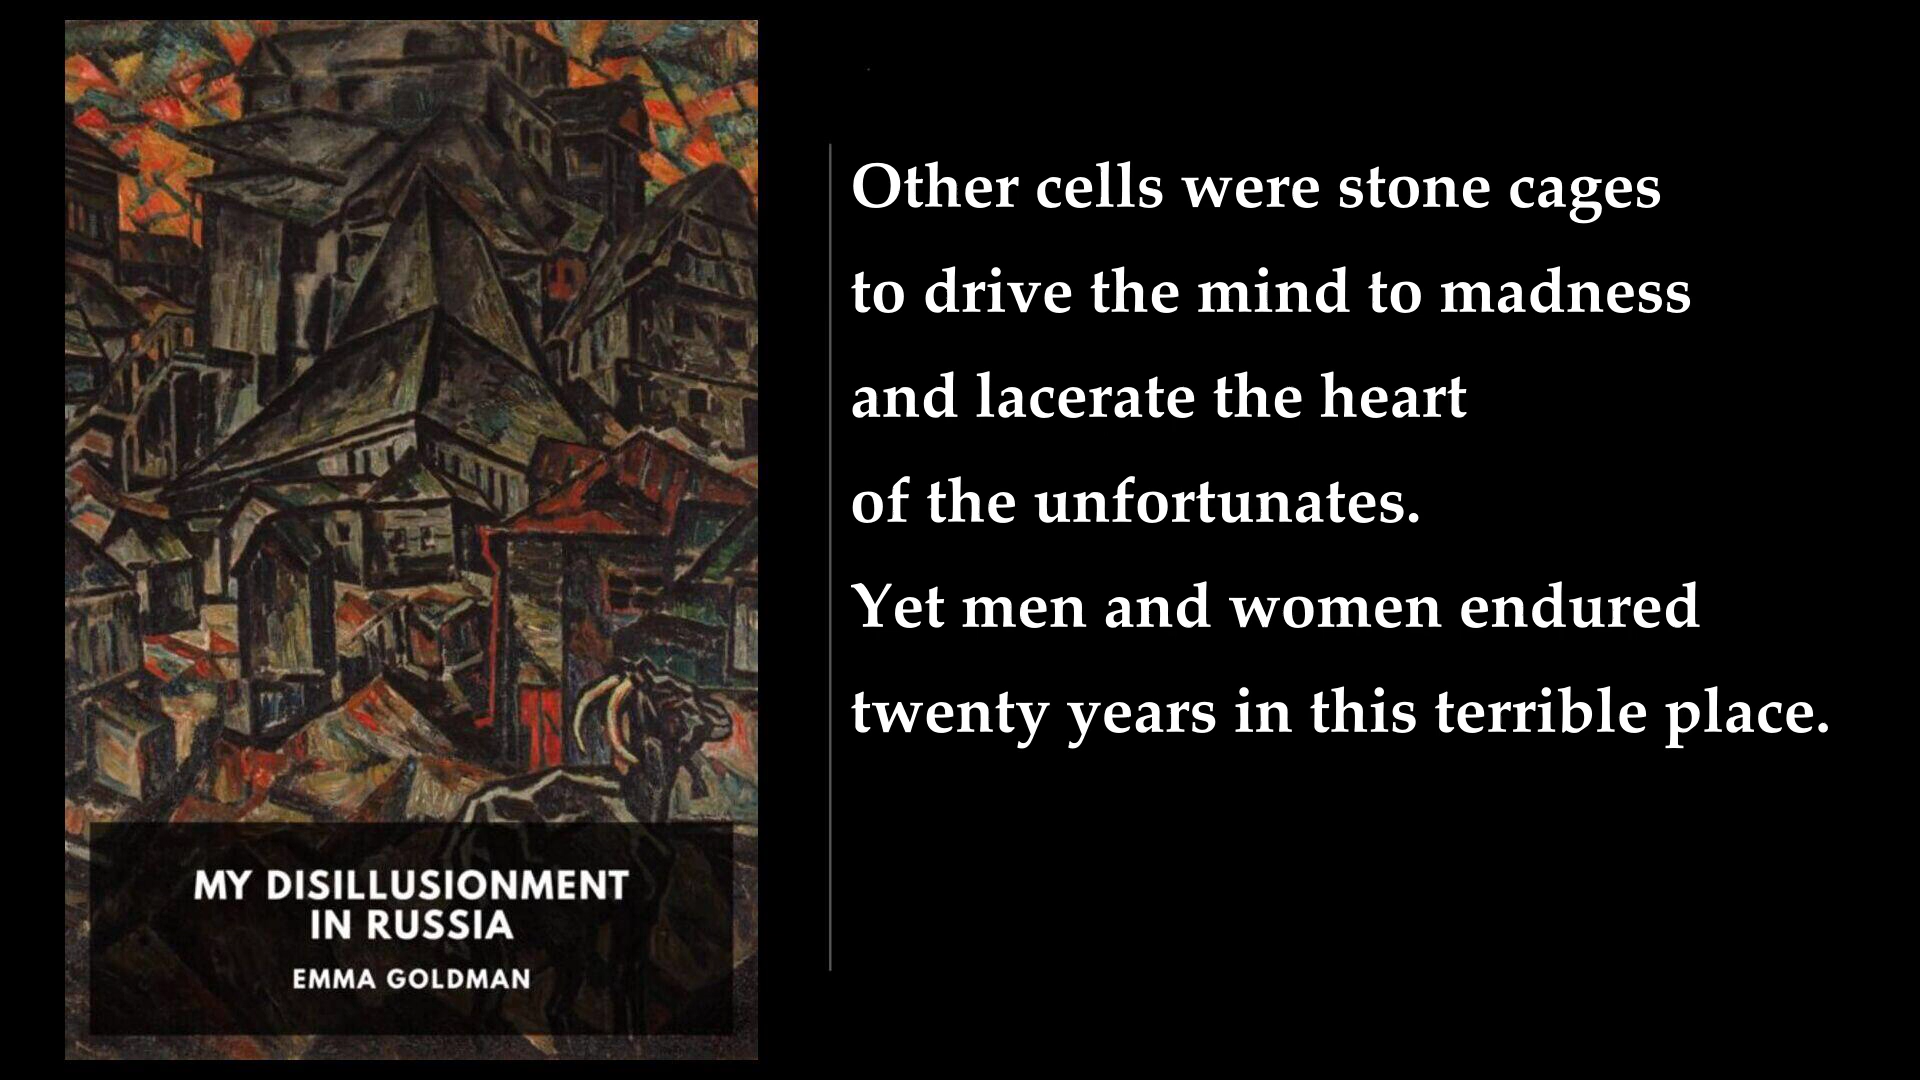 MY DISILLUSIONMENT
IN RUSSIA
EMMA GOLDMAN
Other cells were stone cages
to drive the mind to madness
and lacerate the heart
of the unfortunates.
Yet men and women endured
twenty years in this terrible place.